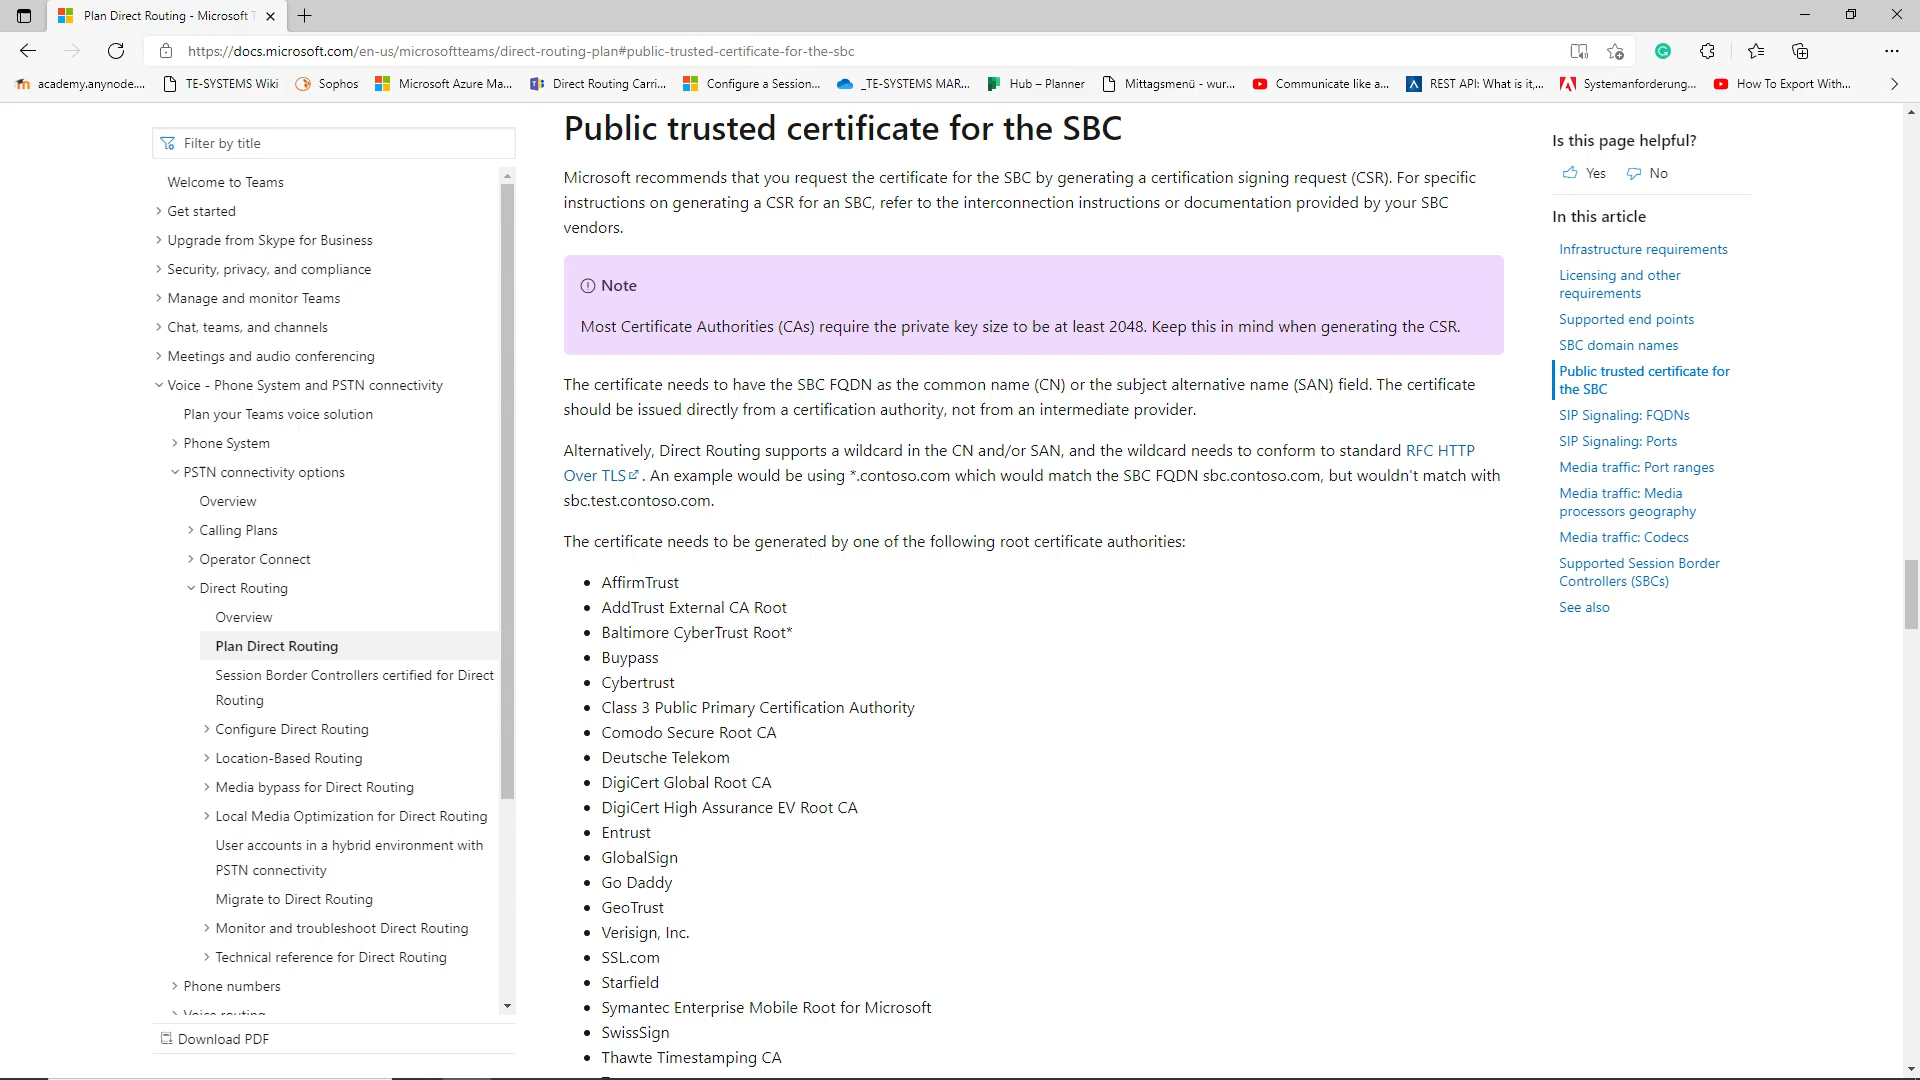 Plan Direct Routing - Microsoft T
https://docs.microsoft.com/en-us/microsoftteams/direct-routing-plan#public-trusted-certificate-for-the-sbc
academy.anynode....
TE-SYSTEMS Wiki
Sophos
Microsoft Azure Ma...
Direct Routing Carri...
Configure a Session...
_TE-SYSTEMS MAR...
Hub – Planner
Mittagsmenü - wur...
Communicate like a...
REST API: What is it,...
Systemanforderung...
How To Export With...
Filter by title
Welcome to Teams
Get started
Upgrade from Skype for Business
Security, privacy, and compliance
Manage and monitor Teams
Chat, teams, and channels
Meetings and audio conferencing
Voice - Phone System and PSTN connectivity
Plan your Teams voice solution
Phone System
PSTN connectivity options
Overview
Calling Plans
Operator Connect
Direct Routing
Overview
Plan Direct Routing
Session Border Controllers certified for Direct
Routing
Configure Direct Routing
Location-Based Routing
Media bypass for Direct Routing
Local Media Optimization for Direct Routing
User accounts in a hybrid environment with
PSTN connectivity
Migrate to Direct Routing
Monitor and troubleshoot Direct Routing
Technical reference for Direct Routing
Phone numbers
Voice routing
Download PDF
Public trusted certificate for the SBC
Microsoft recommends that you request the certificate for the SBC by generating a certification signing request (CSR). For specific
instructions on generating a CSR for an SBC, refer to the interconnection instructions or documentation provided by your SBC
vendors.
Note
Most Certificate Authorities (CAs) require the private key size to be at least 2048. Keep this in mind when generating the CSR.
The certificate needs to have the SBC FQDN as the common name (CN) or the subject alternative name (SAN) field. The certificate
should be issued directly from a certification authority, not from an intermediate provider.
Alternatively, Direct Routing supports a wildcard in the CN and/or SAN, and the wildcard needs to conform to standard RFC HTTP
Over TLS. An example would be using *.contoso.com which would match the SBC FQDN sbc.contoso.com, but wouldn't match with
sbc.test.contoso.com.
The certificate needs to be generated by one of the following root certificate authorities:
• AffirmTrust
• AddTrust External CA Root
• Baltimore CyberTrust Root*
• Buypass
• Cybertrust
• Class 3 Public Primary Certification Authority
• Comodo Secure Root CA
• Deutsche Telekom
• DigiCert Global Root CA
• DigiCert High Assurance EV Root CA
• Entrust
• GlobalSign
• Go Daddy
• GeoTrust
• Verisign, Inc.
• SSL.com
• Starfield
• Symantec Enterprise Mobile Root for Microsoft
• SwissSign
• Thawte Timestamping CA
Is this page helpful?
Yes No
In this article
Infrastructure requirements
Licensing and other
requirements
Supported end points
SBC domain names
Public trusted certificate for
the SBC
SIP Signaling: FQDNs
SIP Signaling: Ports
Media traffic: Port ranges
Media traffic: Media
processors geography
Media traffic: Codecs
Supported Session Border
Controllers (SBCs)
See also